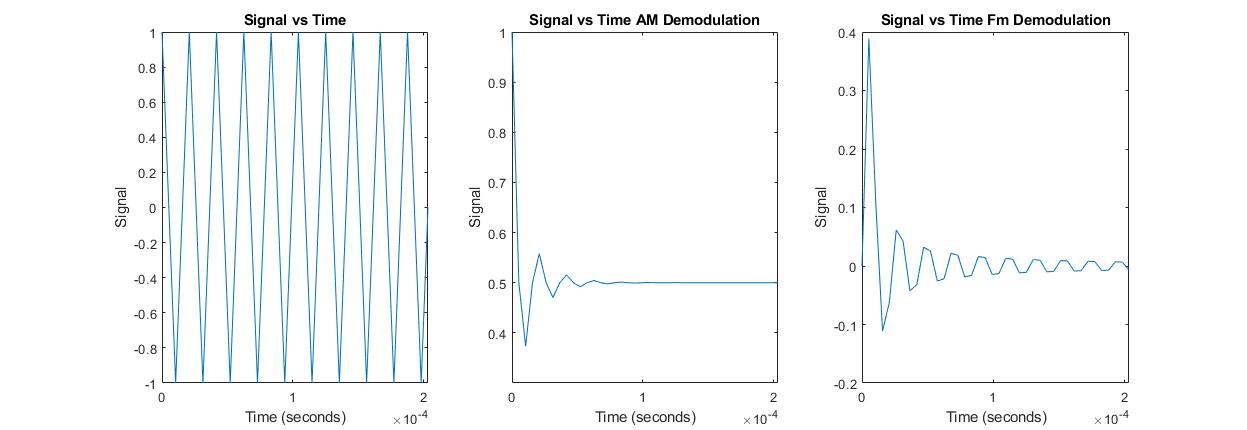 Signal vs Time
Signal
1
0.8
0.6
0.4
0.2
0
-0.2
-0.4
-0.6
-0.8
-1
0 1 2
Time (seconds)
×10-4
Signal vs Time AM Demodulation
Signal
1
0.9
0.8
0.7
0.6
0.5
0.4
0 1 2
Time (seconds)
×10-4
Signal vs Time Fm Demodulation
Signal
0.4
0.3
0.2
0.1
0
-0.1
-0.2
0 1 2
Time (seconds)
×10-4